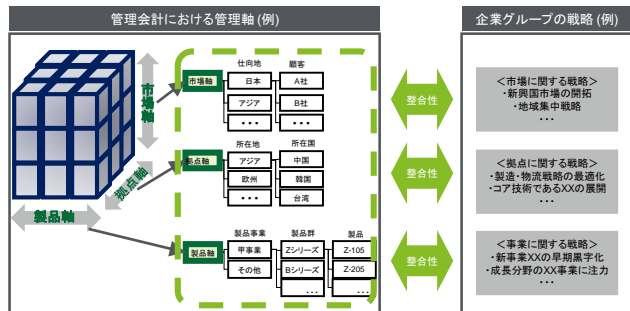 管理会計における管理軸(例)
企業グループの戦略(例)
市場軸
拠点軸
製品軸
仕向地 顧客
市場軸 日本 A社
アジア B社
・・・ ・・・
所在地 所在国
拠点軸 アジア 中国
欧州 韓国
・・・ 台湾
製品事業 製品群 製品
製品軸 甲事業 Zシリーズ Z-105
その他 Bシリーズ Z-205
・・・ ・・・
整合性
整合性
整合性
＜市場に関する戦略＞
・新興国市場の開拓
・地域集中戦略
・・・
＜拠点に関する戦略＞
・製造・物流戦略の最適化
・コア技術であるXXの展開
・・・
＜事業に関する戦略＞
・新事業XXの早期黒字化
・成長分野のXX事業に注力
・・・